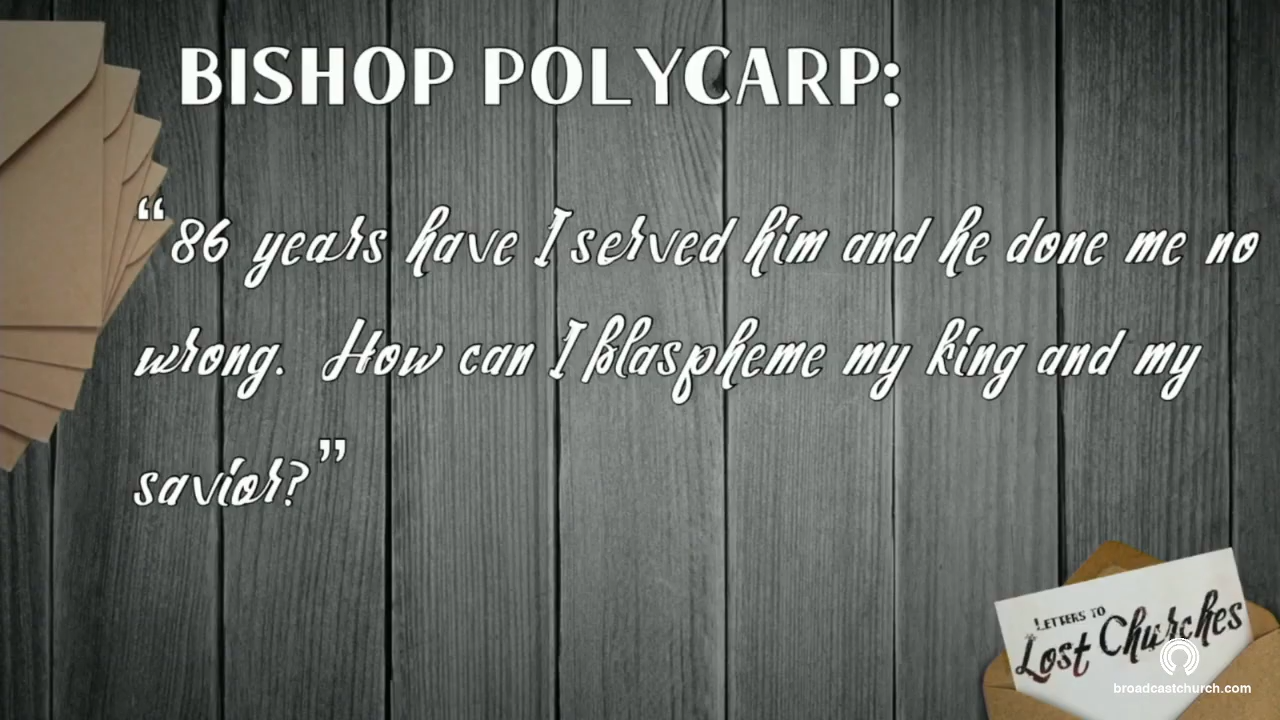 BISHOP POLYCARP:
“86 years have I served him and he done me no
wrong. How can I blaspheme my king and my
savior?”
LETTERS TO
Lost Churches
broadcastchurch.com